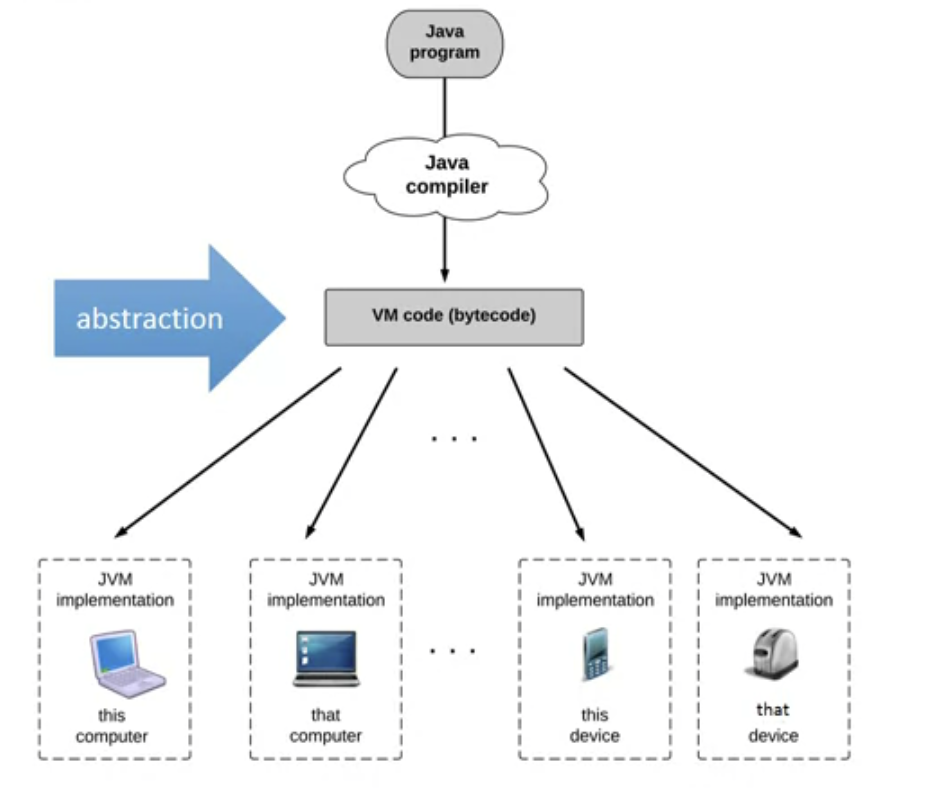 Java
program
Java
compiler
abstraction
VM code (bytecode)
. . .
JVM
implementation
this
computer
JVM
implementation
that
computer
. . .
JVM
implementation
this
device
JVM
implementation
that
device